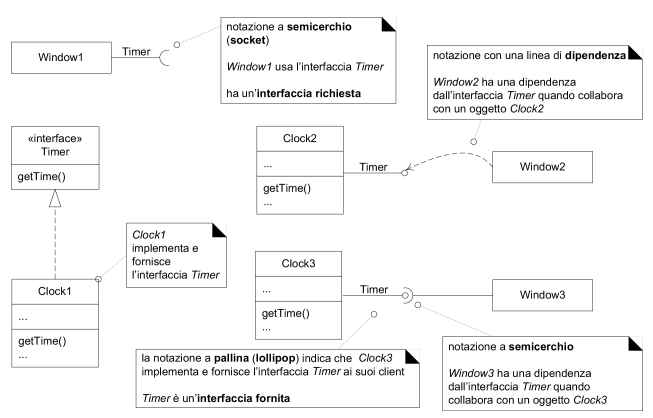 notazione a semicerchio
(socket)
Window1 usa l'interfaccia Timer
ha un'interfaccia richiesta
Window1
Timer
notazione con una linea di dipendenza
Window2 ha una dipendenza
dall'interfaccia Timer quando collabora
con un oggetto Clock2
«interface»
Timer
getTime()
Clock2
...
getTime()
...
Timer
Window2
Clock1
implementa e
fornisce
l'interfaccia Timer
Clock1
...
getTime()
...
Clock3
...
getTime()
...
Timer
Window3
la notazione a pallina (lollipop) indica che Clock3
implementa e fornisce l'interfaccia Timer ai suoi client
Timer è un'interfaccia fornita
notazione a semicerchio
Window3 ha una dipendenza
dall'interfaccia Timer quando
collabora con un oggetto Clock3